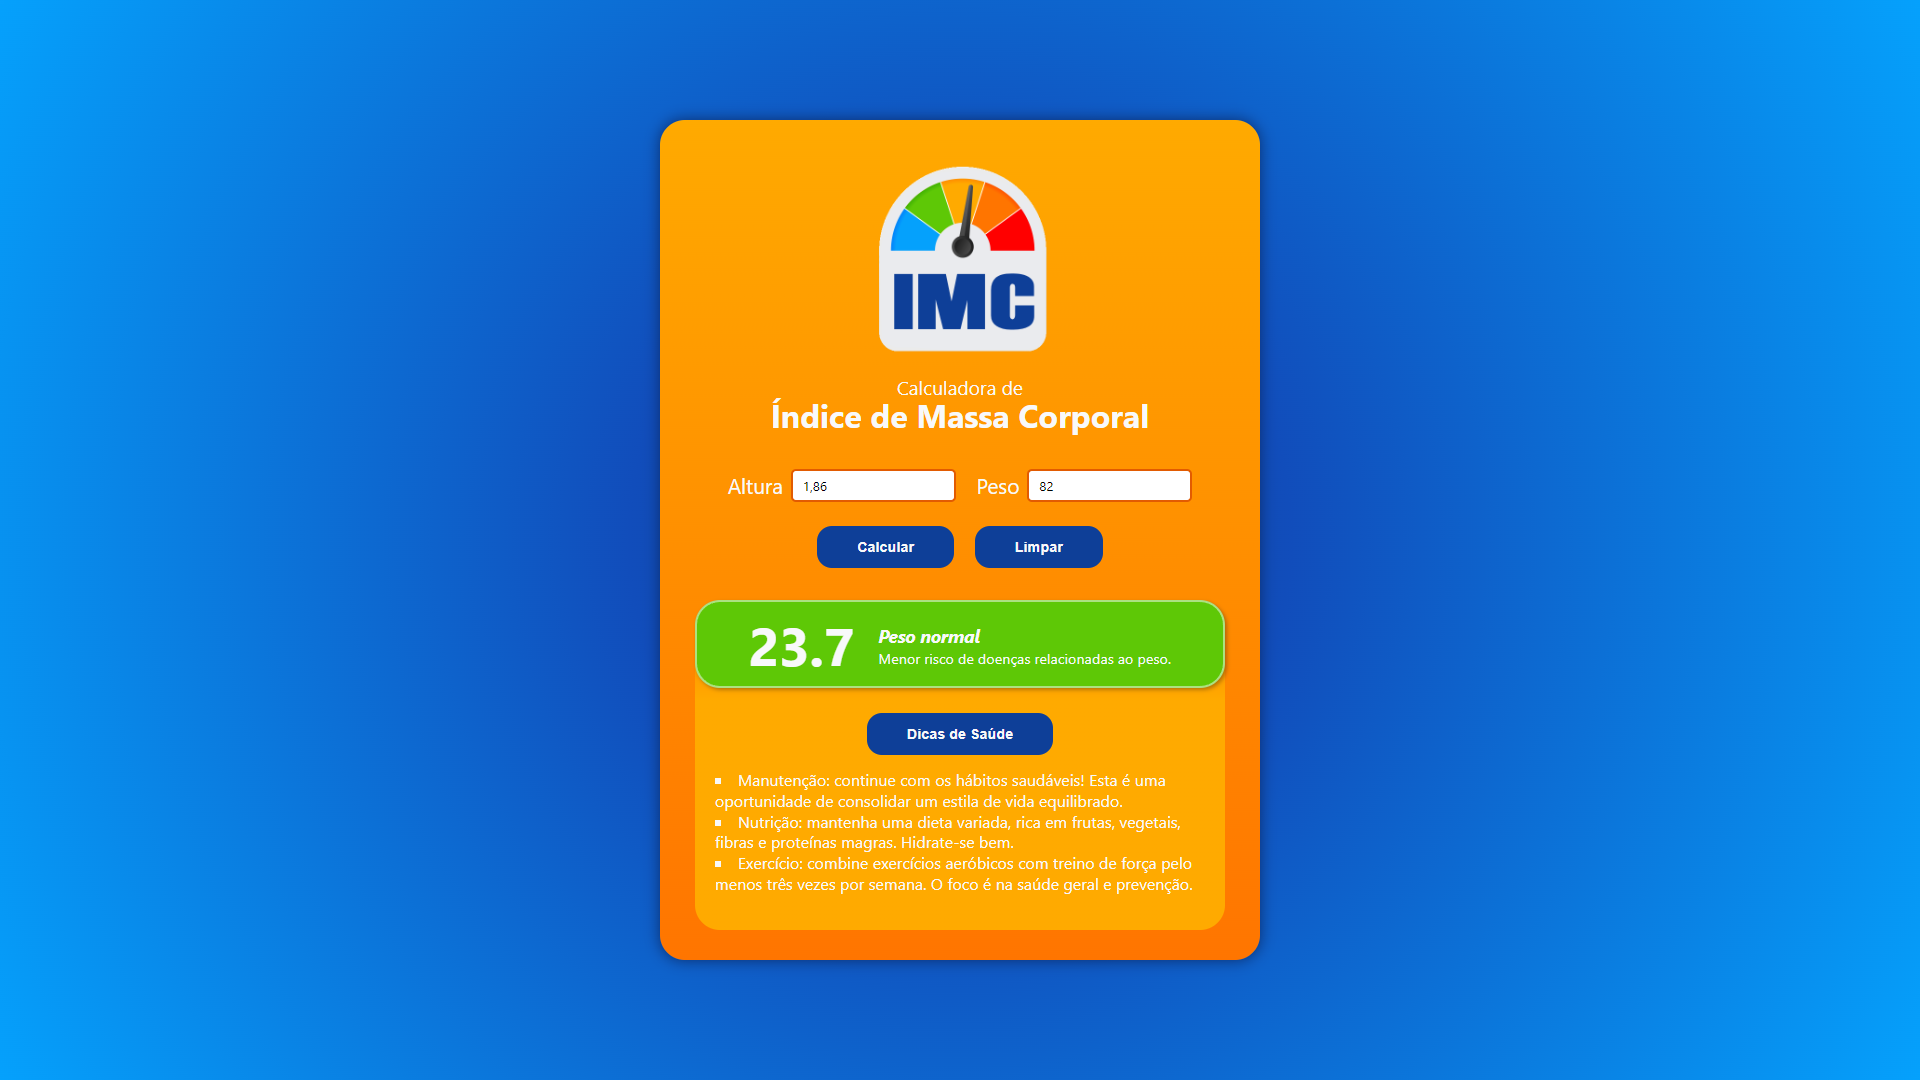 IMC
Calculadora de
Índice de Massa Corporal
Altura 1,86 Peso 82
Calcular Limpar
23.7 Peso normal
Menor risco de doenças relacionadas ao peso.
Dicas de Saúde
▪ Manutenção: continue com os hábitos saudáveis! Esta é uma
oportunidade de consolidar um estila de vida equilibrado.
▪ Nutrição: mantenha uma dieta variada, rica em frutas, vegetais,
fibras e proteínas magras. Hidrate-se bem.
▪ Exercício: combine exercícios aeróbicos com treino de força pelo
menos três vezes por semana. O foco é na saúde geral e prevenção.